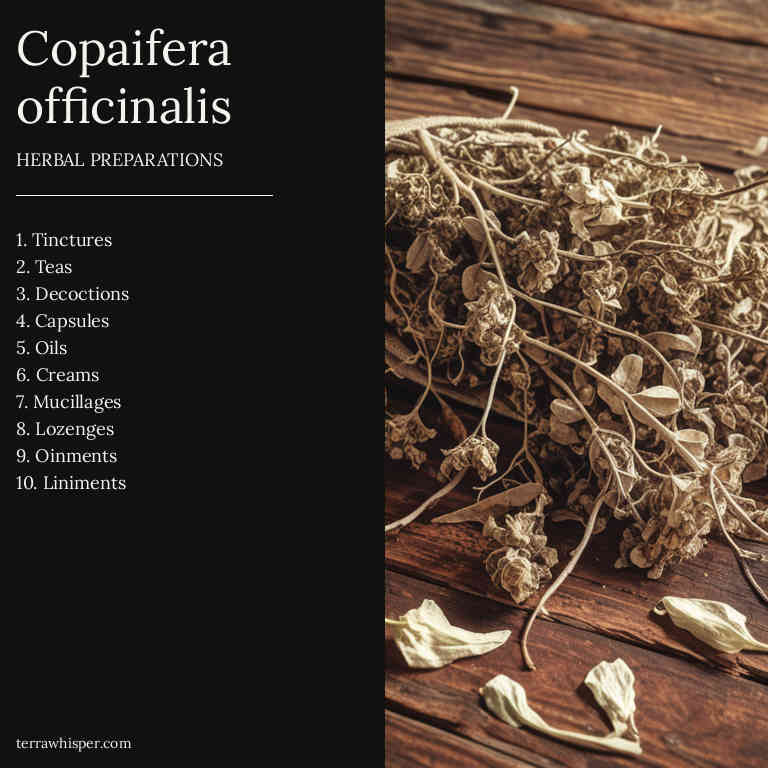 Copaifera
officinalis
HERBAL PREPARATIONS
1. Tinctures
2. Teas
3. Decoctions
4. Capsules
5. Oils
6. Creams
7. Mucillages
8. Lozenges
9. Oinments
10. Liniments
terrawhisper.com